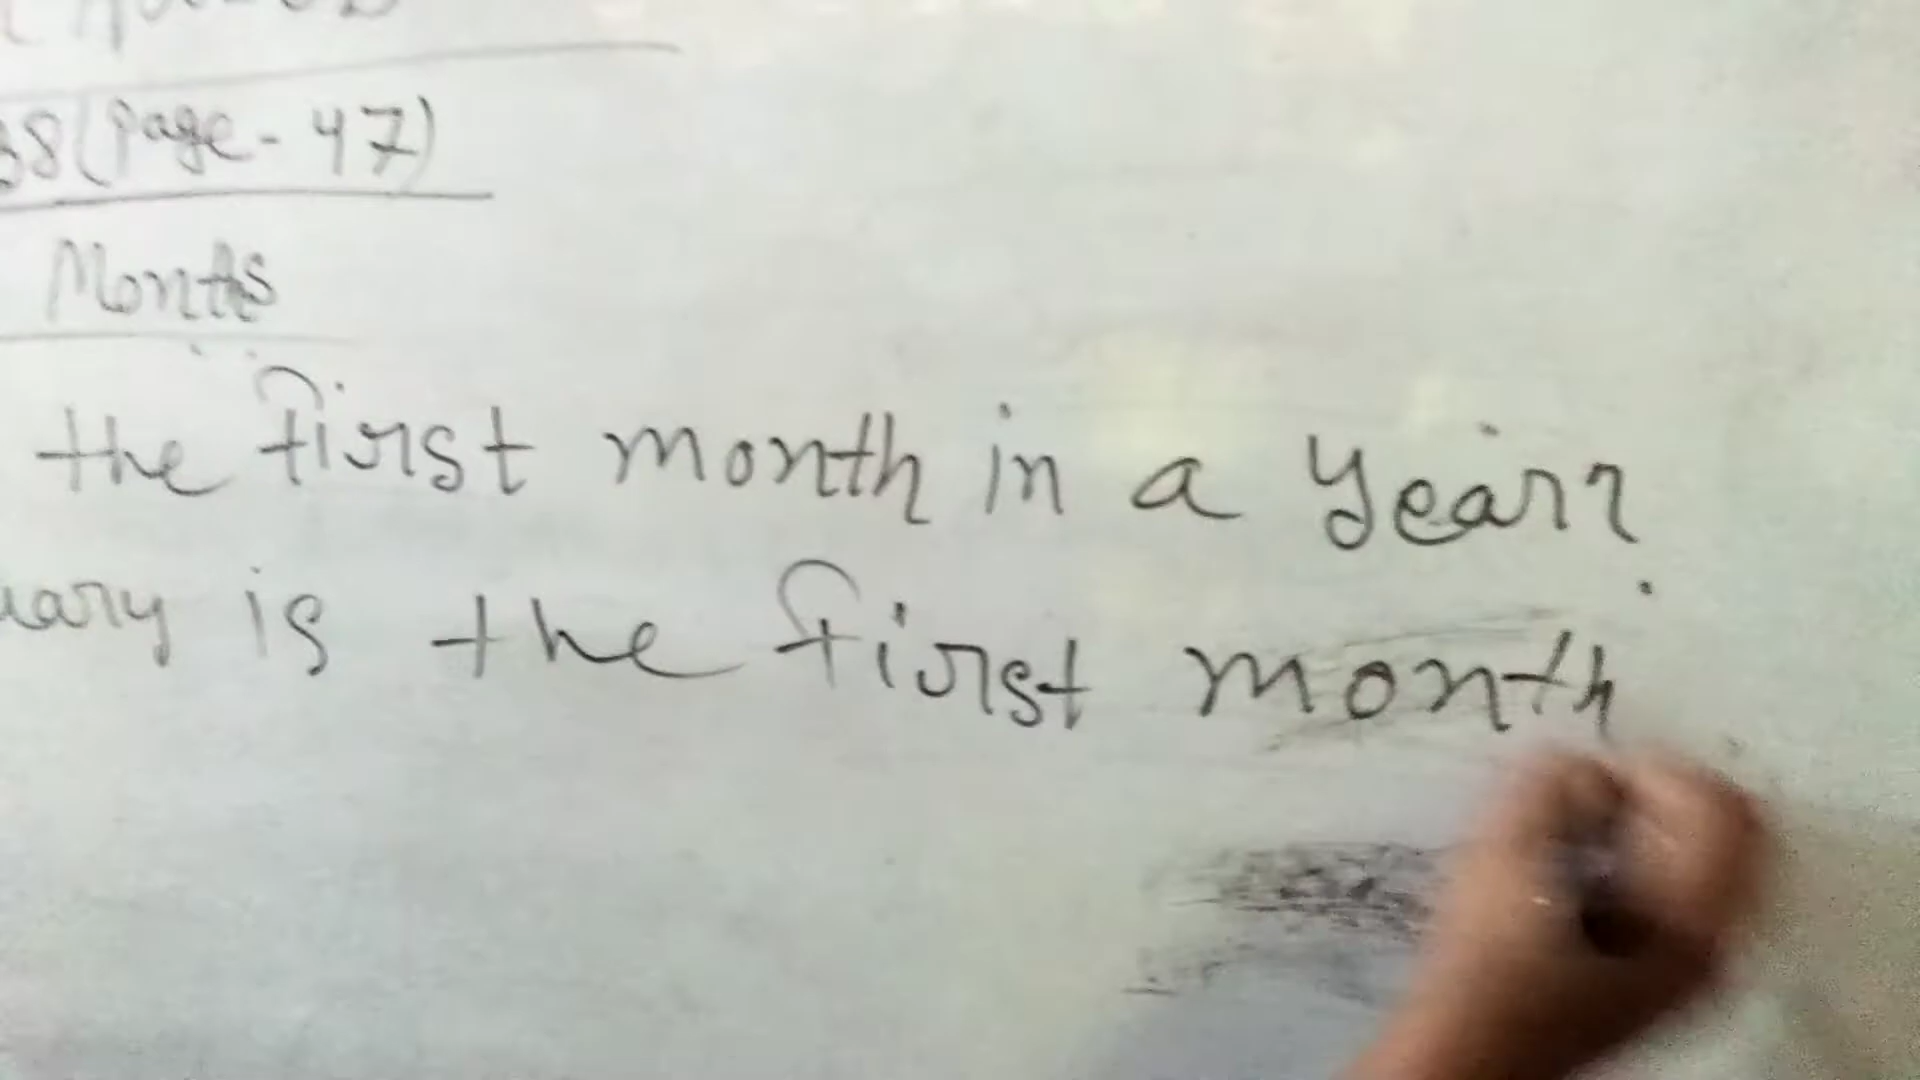 38(Page-47)
Months
the first month in a year?
uary is the first month